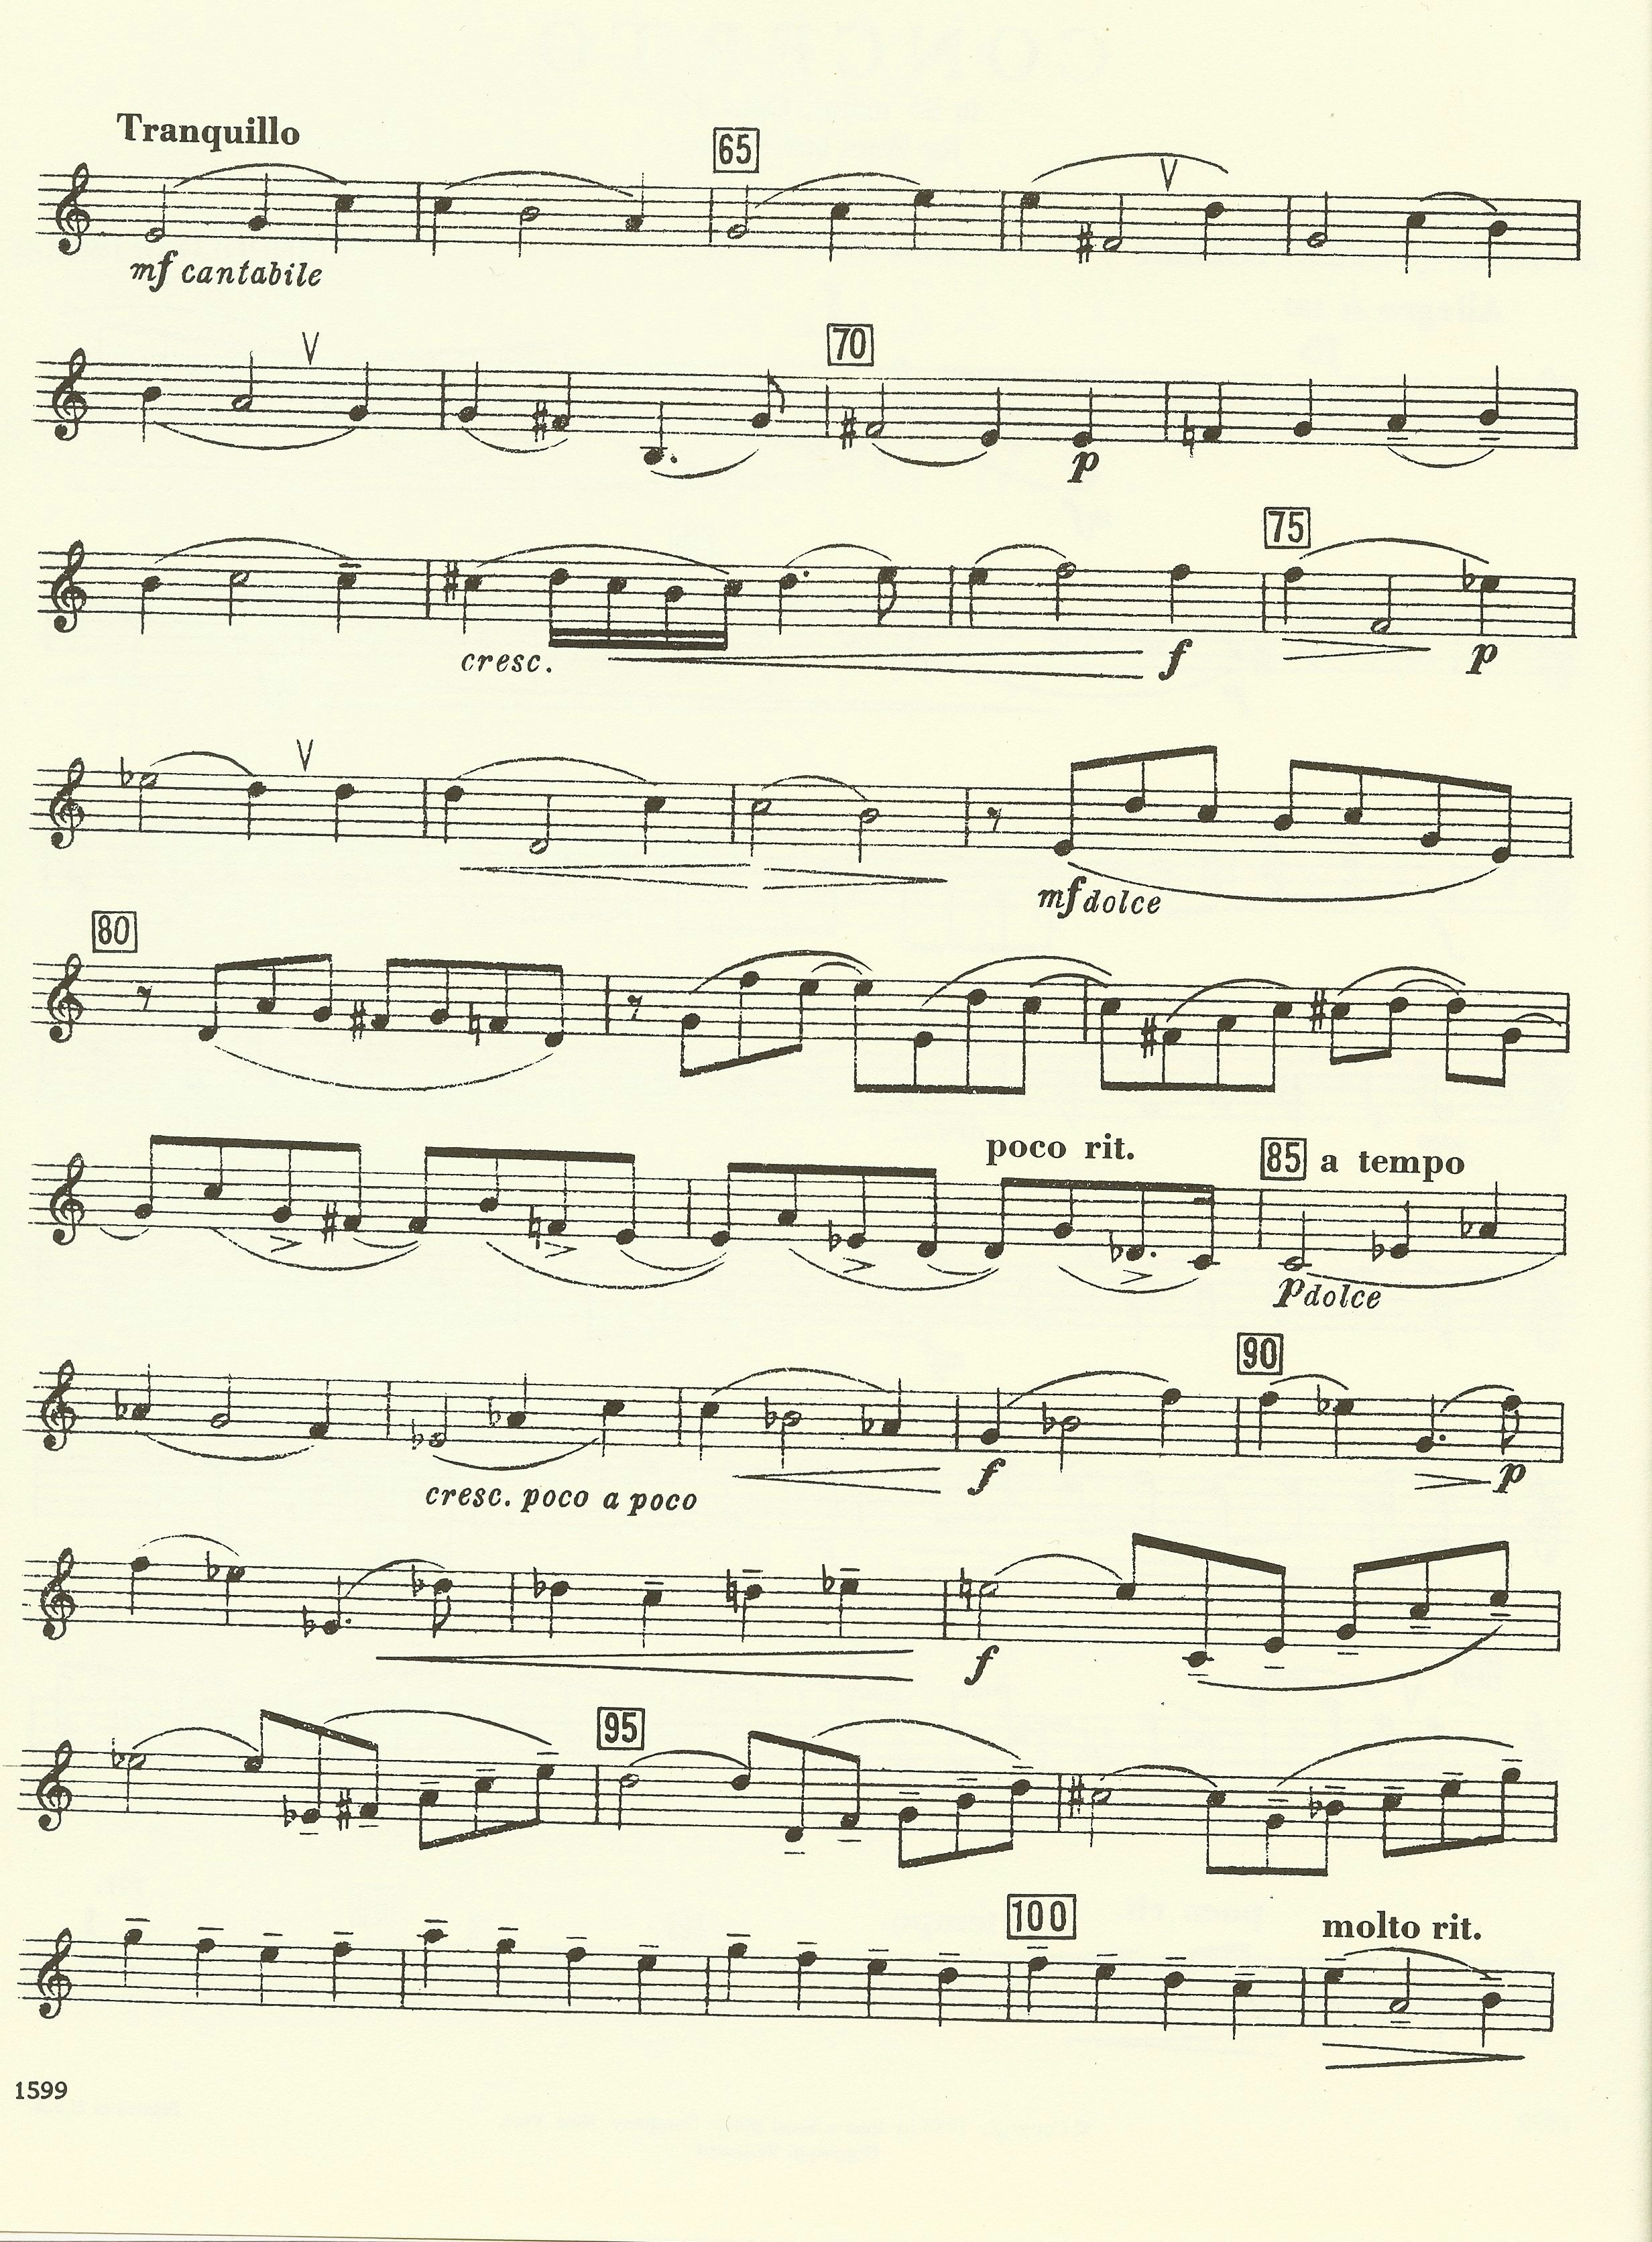 Tranquillo
65
mf cantabile
70
p
75
cresc.
f
p
mf dolce
80
poco rit.
85 a tempo
p dolce
90
cresc. poco a poco
f
p
f
95
100
molto rit.
1599